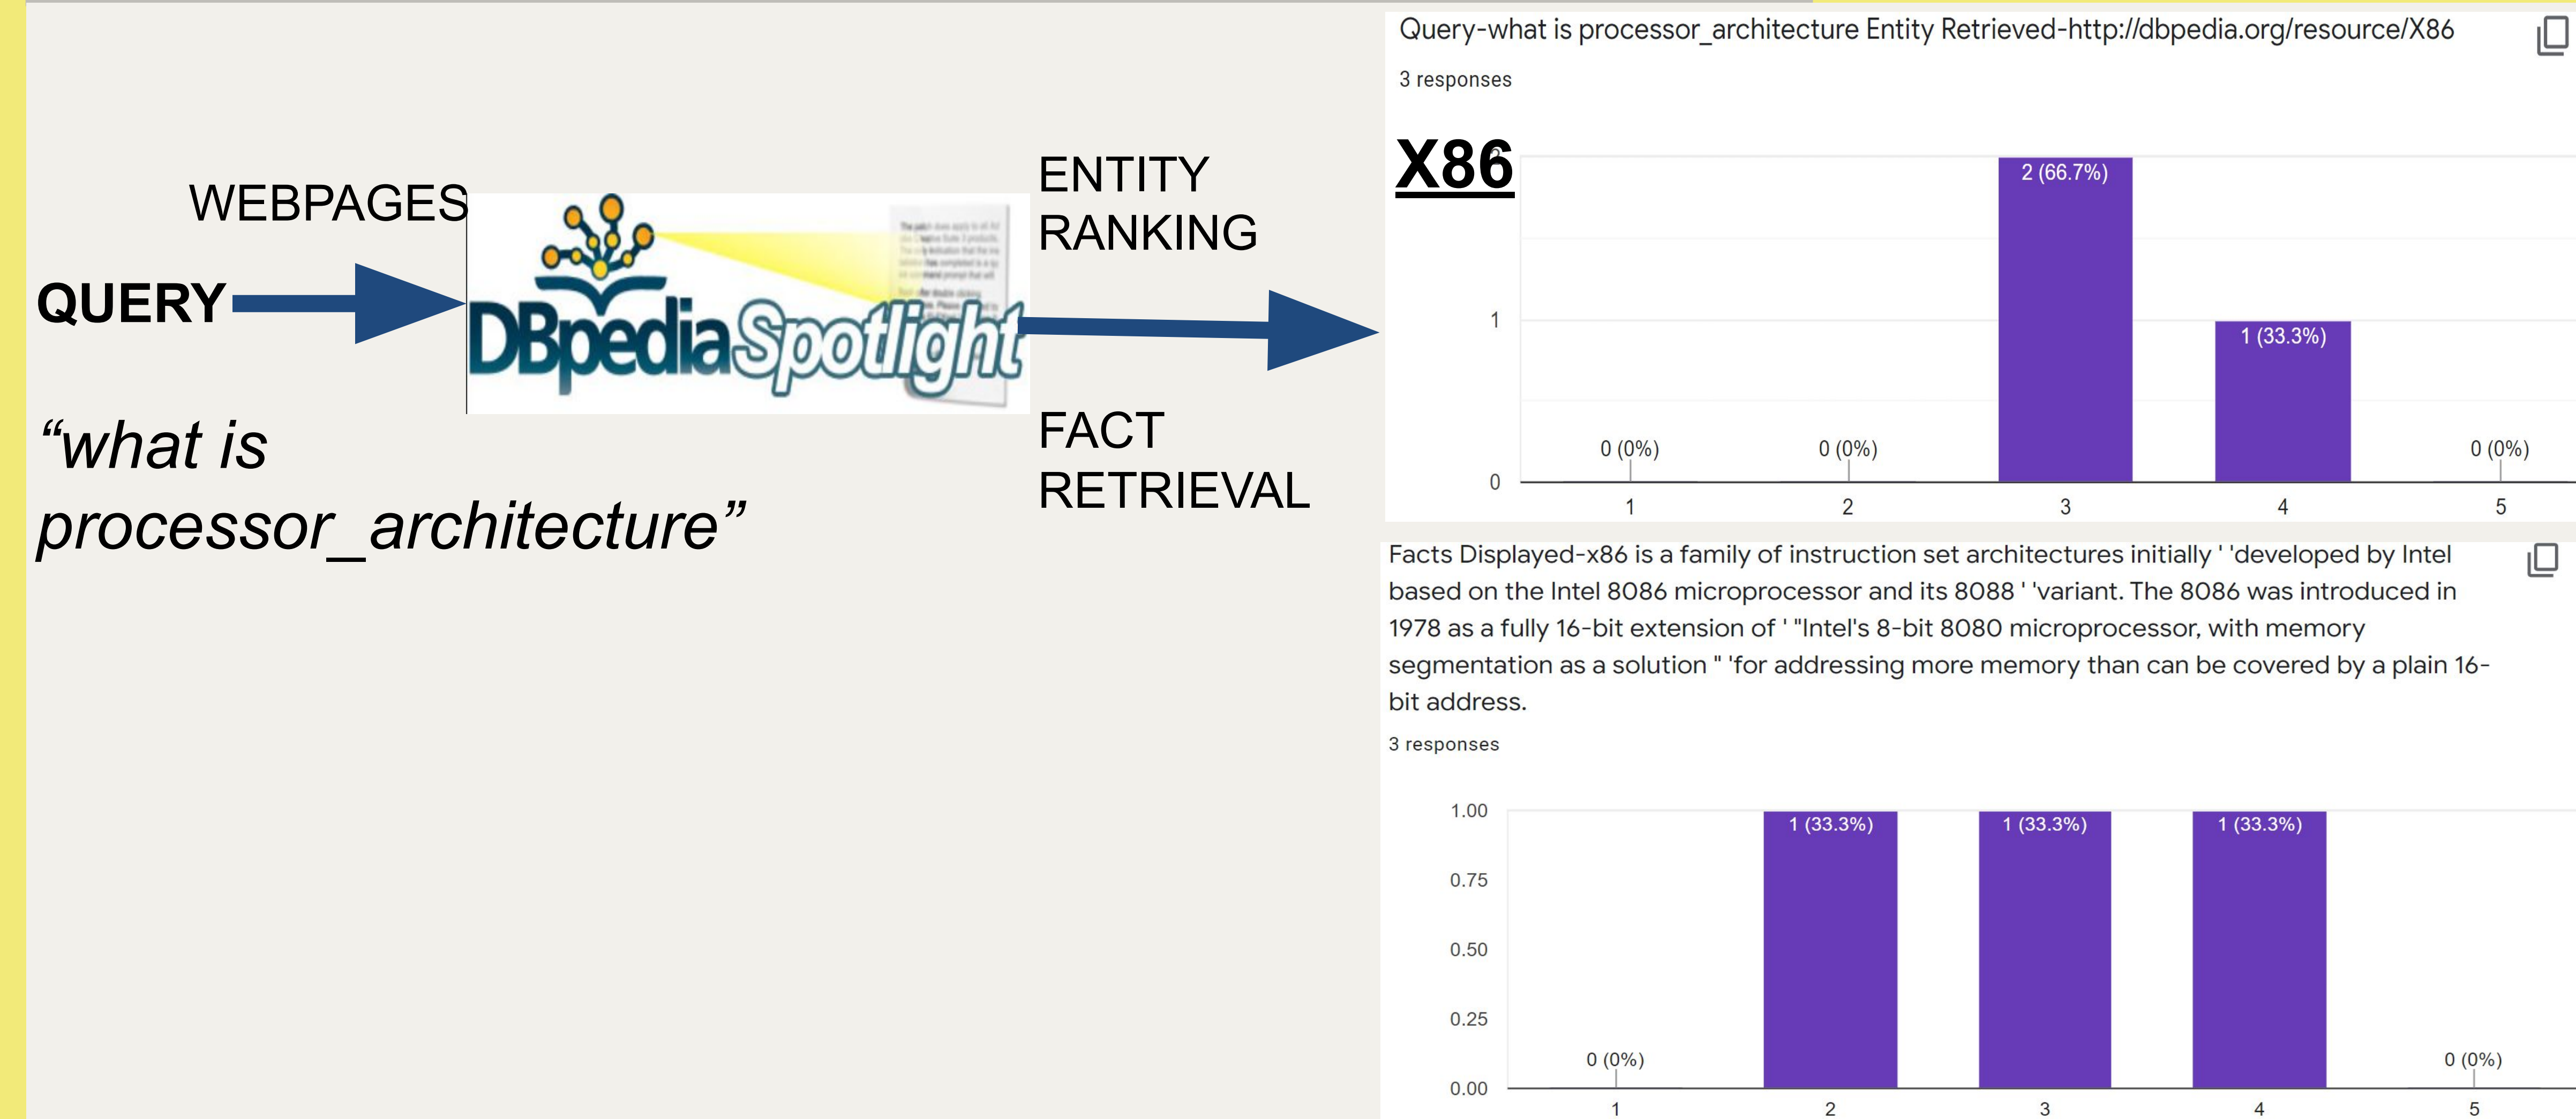 WEBPAGES
QUERY
“what is
processor_architecture”
DBpedia Spotlight
ENTITY
RANKING
FACT
RETRIEVAL
Query-what is processor_architecture Entity Retrieved-http://dbpedia.org/resource/X86
3 responses
X86
2 (66.7%)
1
1 (33.3%)
0 (0%)
0 (0%)
0 (0%)
0
1
2
3
4
5
Facts Displayed-x86 is a family of instruction set architectures initially ' 'developed by Intel
based on the Intel 8086 microprocessor and its 8088 ' 'variant. The 8086 was introduced in
1978 as a fully 16-bit extension of ' "Intel's 8-bit 8080 microprocessor, with memory
segmentation as a solution " 'for addressing more memory than can be covered by a plain 16-
bit address.
3 responses
1.00
1 (33.3%)
1 (33.3%)
1 (33.3%)
0.75
0.50
0.25
0 (0%)
0 (0%)
0.00
1
2
3
4
5